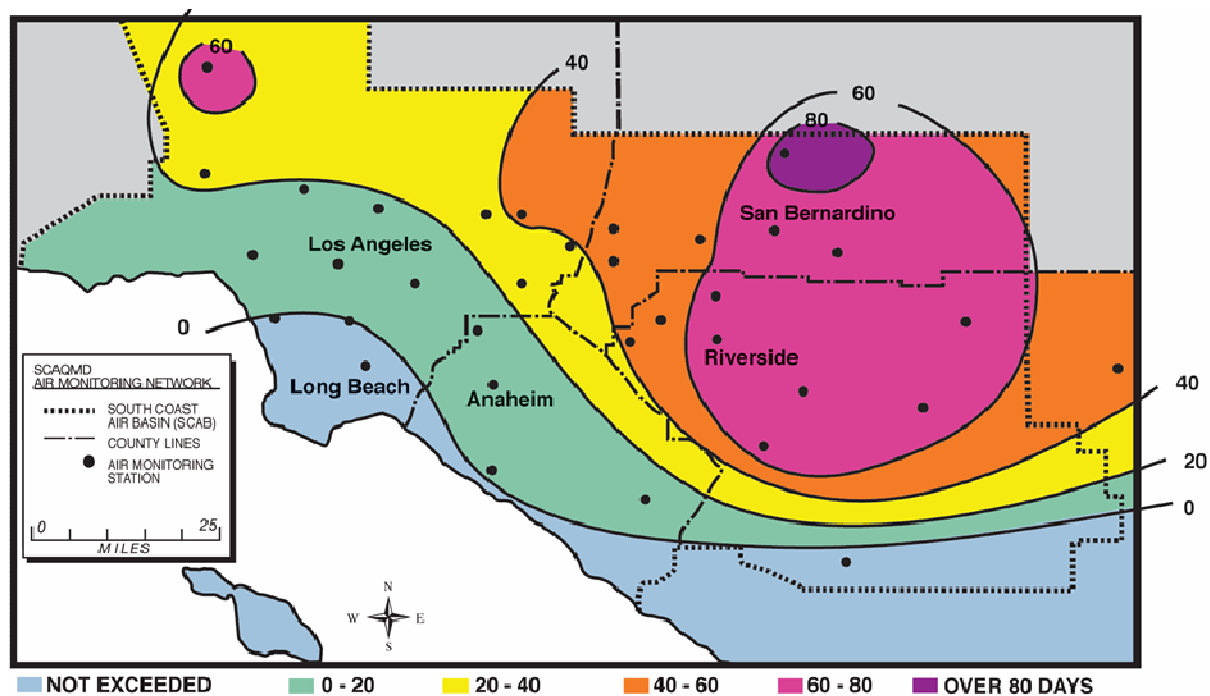 60
40
60
80
San Bernardino
Los Angeles
0
Riverside
Long Beach
Anaheim
40
20
0
SCAQMD
AIR MONITORING NETWORK
SOUTH COAST
AIR BASIN (SCAB)
COUNTY LINES
AIR MONITORING
STATION
0 25
MILES
N
W E
S
NOT EXCEEDED 0 - 20 20 - 40 40 - 60 60 - 80 OVER 80 DAYS